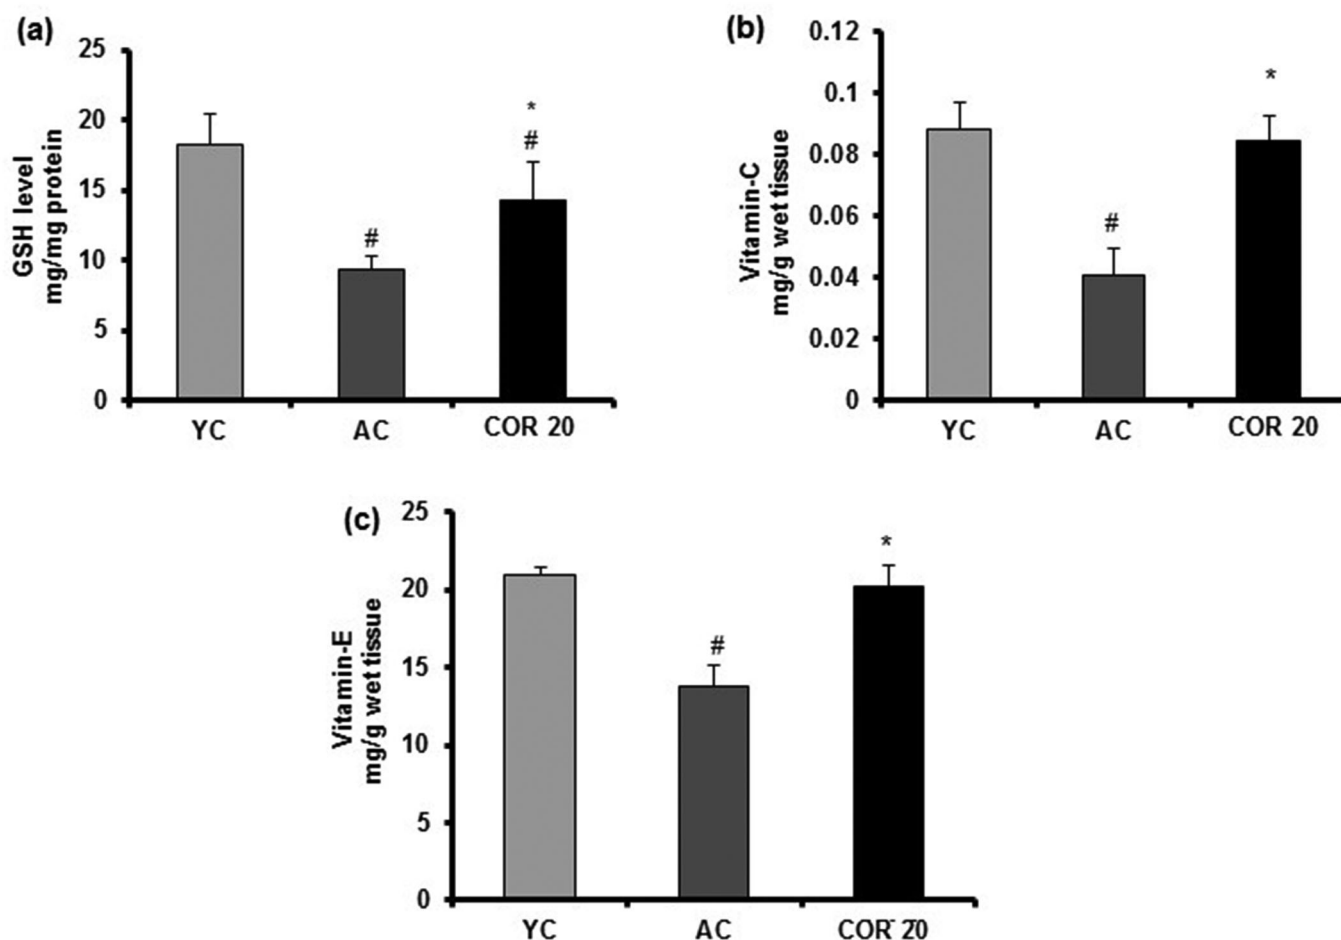 (a)
GSH level
mg/mg protein
25
20
15
10
5
0
#
*
#
YC
AC
COR 20
(b)
Vitamin-C
mg/g wet tissue
0.12
0.1
0.08
0.06
0.04
0.02
0
#
*
YC
AC
COR 20
(c)
Vitamin-E
mg/g wet tissue
25
20
15
10
5
0
#
*
YC
AC
COR 20